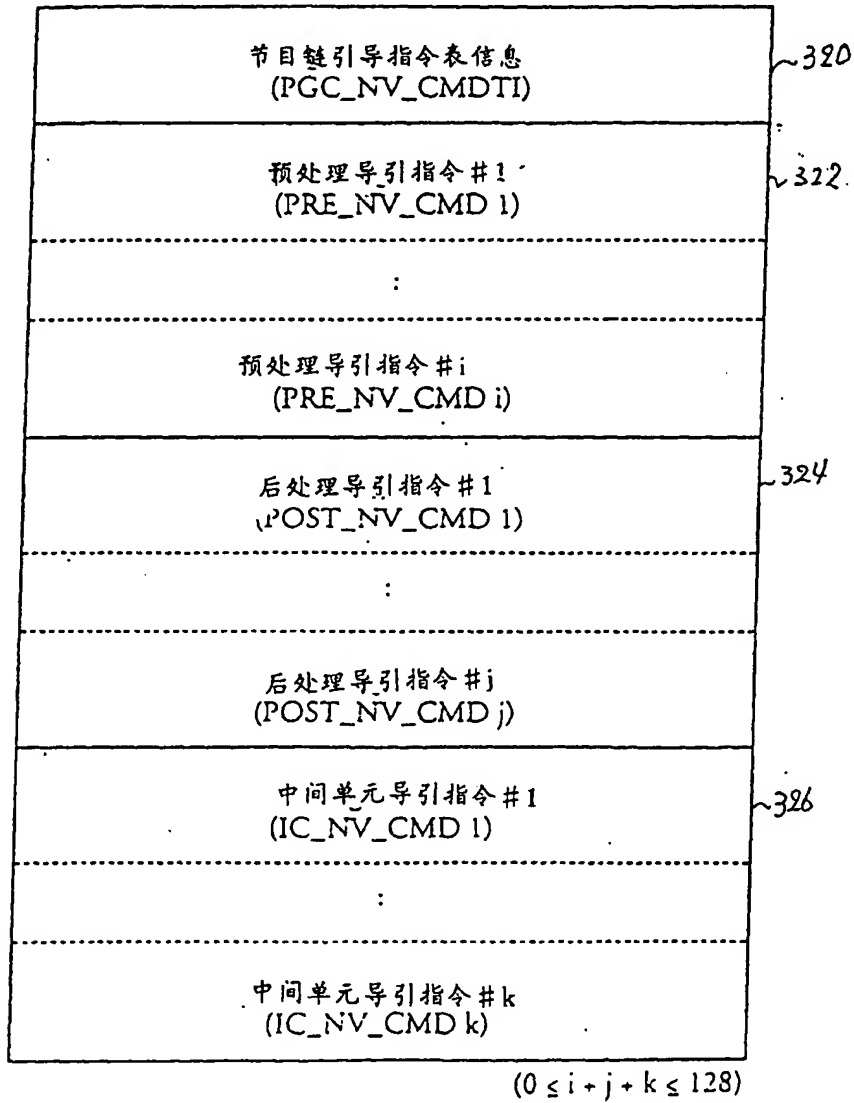 节目链引导指令表信息
(PGC_NV_CMDTI)
320
预处理导引指令#1
(PRE_NV_CMD 1)
322
:
预处理导引指令#i
(PRE_NV_CMD i)
后处理导引指令#1
(POST_NV_CMD 1)
324
:
后处理导引指令#j
(POST_NV_CMD j)
中间单元导引指令#1
(IC_NV_CMD 1)
326
:
中间单元导引指令#k
(IC_NV_CMD k)
(0 ≤ i + j + k ≤ 128)